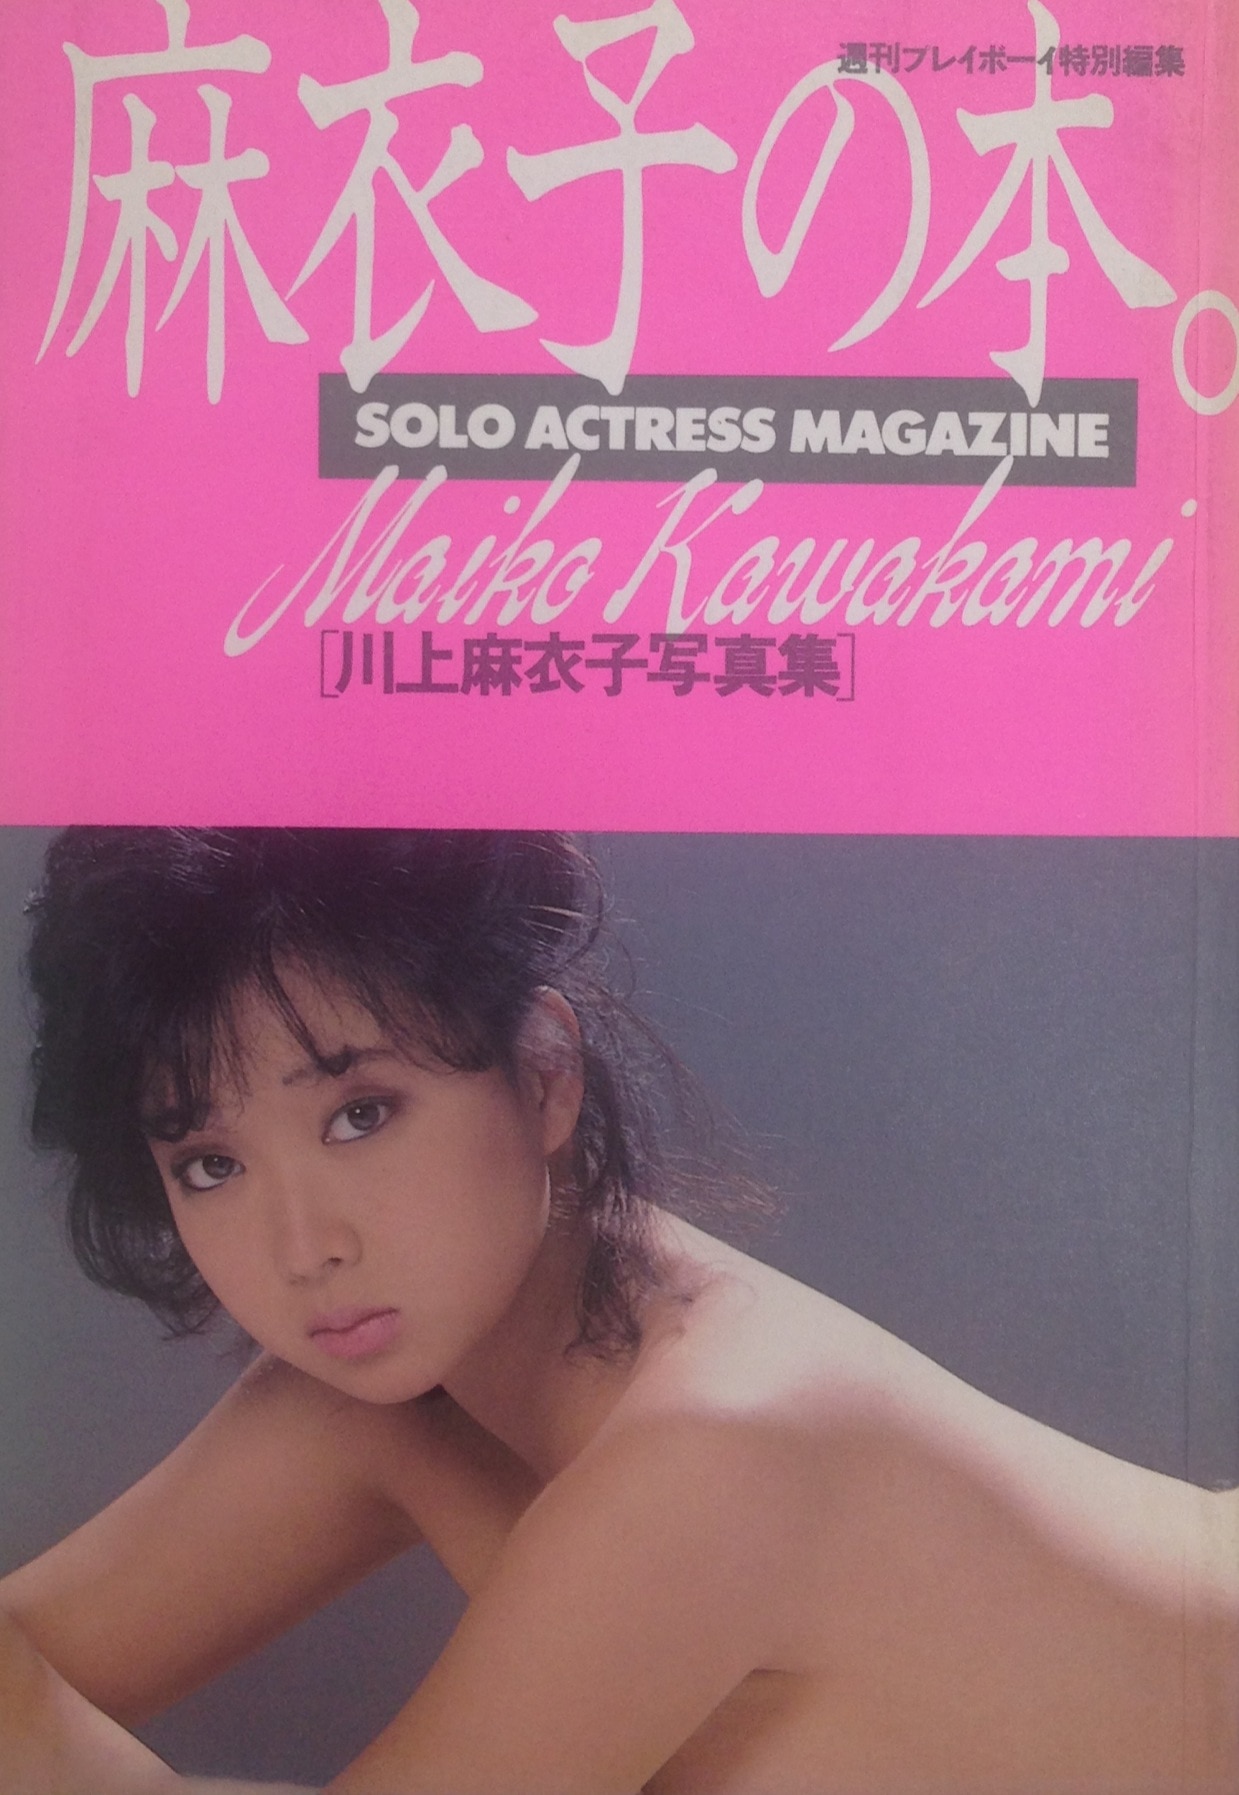 週刊プレイボーイ特別編集
麻衣子の本。
SOLO ACTRESS MAGAZINE
Maiko Kawakami
[川上麻衣子写真集]